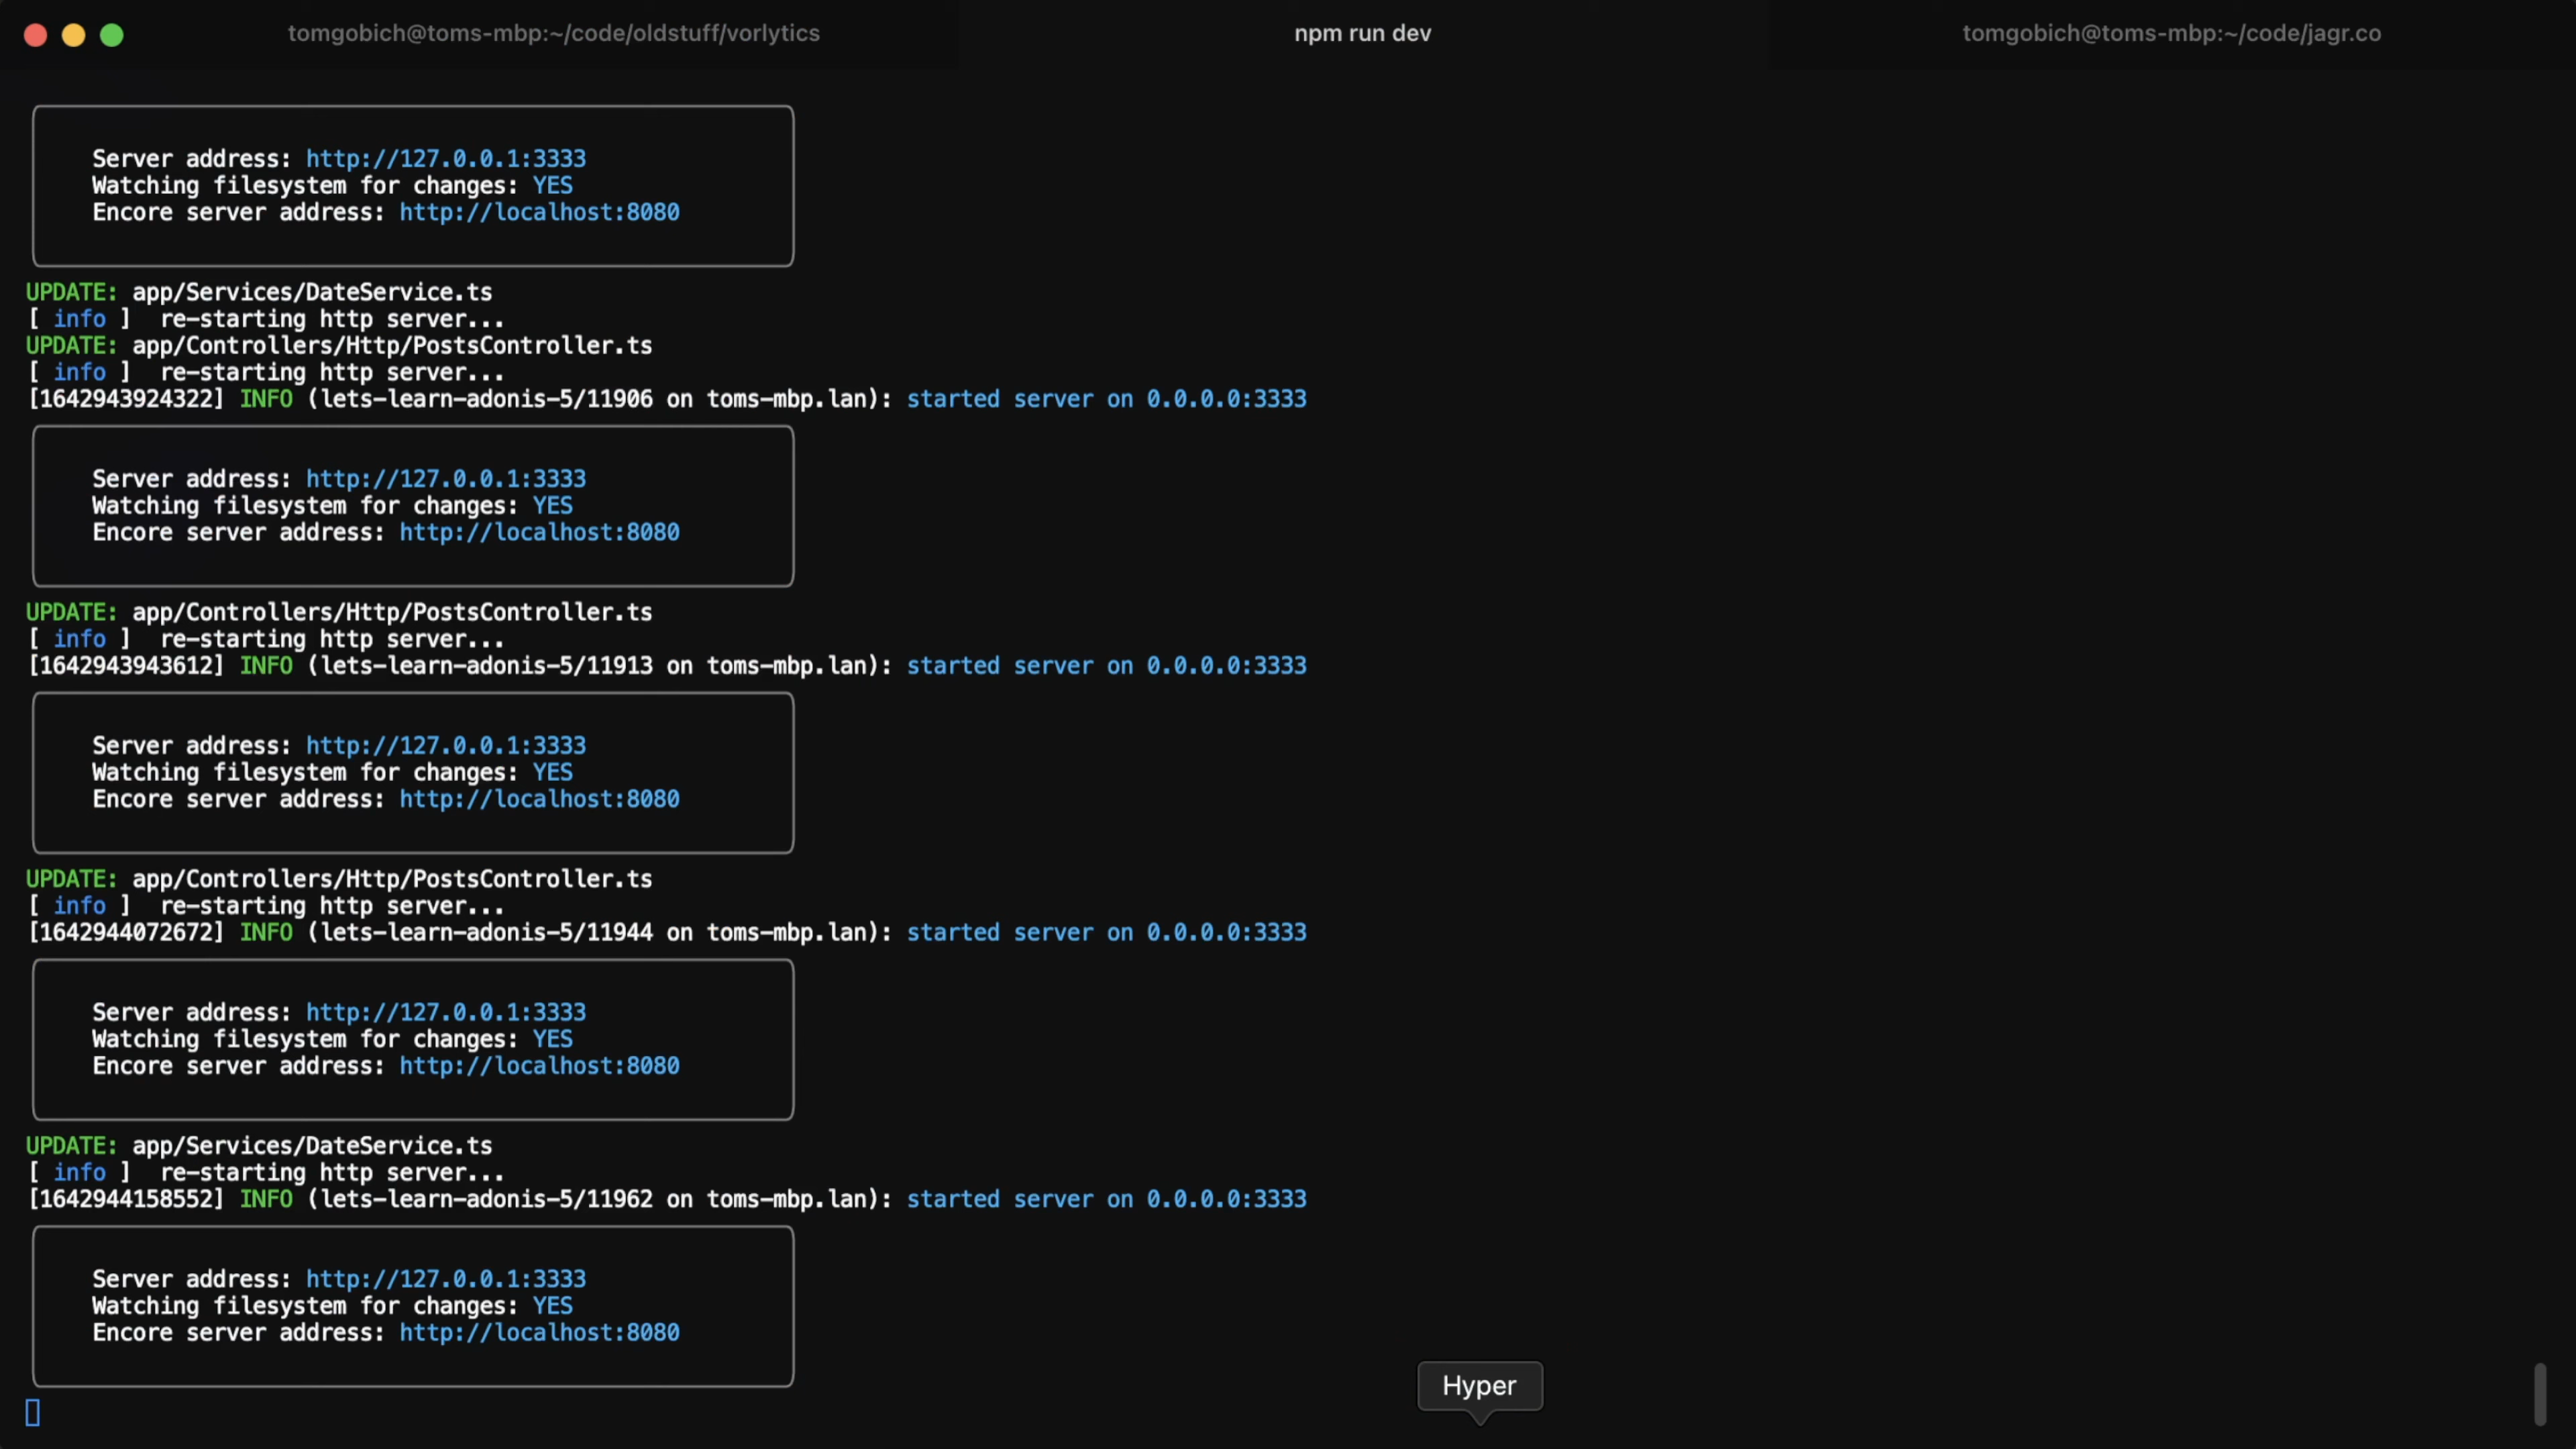 tomgobich@toms-mbp:~/code/oldstuff/vorlytics
npm run dev
tomgobich@toms-mbp:~/code/jagr.co
Server address: http://127.0.0.1:3333
Watching filesystem for changes: YES
Encore server address: http://localhost:8080
UPDATE: app/Services/DateService.ts
[ info ]  re-starting http server...
UPDATE: app/Controllers/Http/PostsController.ts
[ info ]  re-starting http server...
[1642943924322] INFO (lets-learn-adonis-5/11906 on toms-mbp.lan): started server on 0.0.0.0:3333
Server address: http://127.0.0.1:3333
Watching filesystem for changes: YES
Encore server address: http://localhost:8080
UPDATE: app/Controllers/Http/PostsController.ts
[ info ]  re-starting http server...
[1642943943612] INFO (lets-learn-adonis-5/11913 on toms-mbp.lan): started server on 0.0.0.0:3333
Server address: http://127.0.0.1:3333
Watching filesystem for changes: YES
Encore server address: http://localhost:8080
UPDATE: app/Controllers/Http/PostsController.ts
[ info ]  re-starting http server...
[1642944072672] INFO (lets-learn-adonis-5/11944 on toms-mbp.lan): started server on 0.0.0.0:3333
Server address: http://127.0.0.1:3333
Watching filesystem for changes: YES
Encore server address: http://localhost:8080
UPDATE: app/Services/DateService.ts
[ info ]  re-starting http server...
[1642944158552] INFO (lets-learn-adonis-5/11962 on toms-mbp.lan): started server on 0.0.0.0:3333
Server address: http://127.0.0.1:3333
Watching filesystem for changes: YES
Encore server address: http://localhost:8080
Hyper